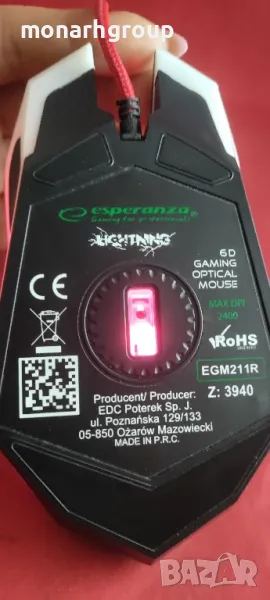 monarhgroup
esperanza®
Gaming for professionals
LIGHTNING
6D
GAMING
OPTICAL
MOUSE
MAX DPI
2400
CE
RoHS
EGM211R
Z: 3940
Producent/ Producer:
EDC Poterek Sp. J.
ul. Poznańska 129/133
05-850 Ożarów Mazowiecki
MADE IN P.R.C.
BAZAR